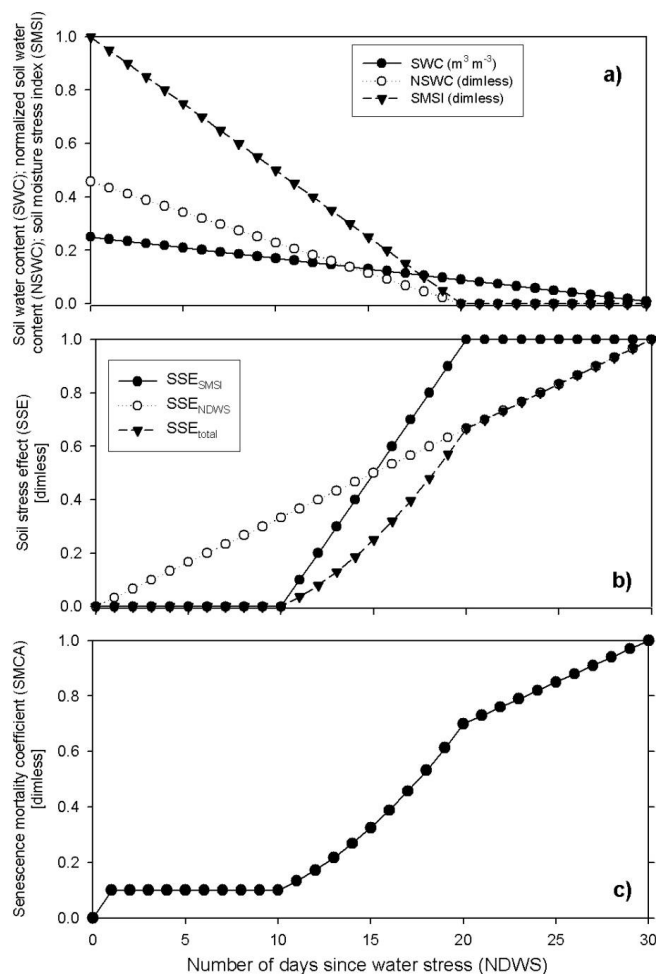 Soil water content (SWC); normalized soil water
content (NSWC); soil moisture stress index (SMSI)
1.0
0.8
0.6
0.4
0.2
0.0
SWC (m³ m⁻³)
NSWC (dimless)
SMSI (dimless)
a)
Soil stress effect (SSE)
[dimless]
1.0
0.8
0.6
0.4
0.2
0.0
SSE_SMSI
SSE_NDWS
SSE_total
b)
Senescence mortality coefficient (SMCA)
[dimless]
1.0
0.8
0.6
0.4
0.2
0.0
c)
0 5 10 15 20 25 30
Number of days since water stress (NDWS)